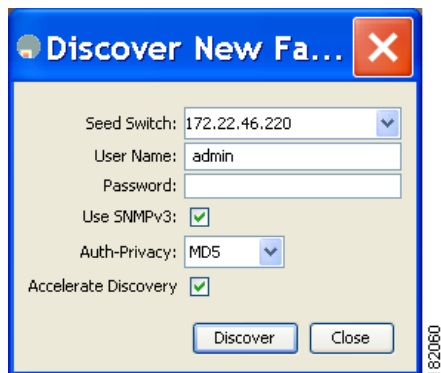 Discover New Fa...
Seed Switch: 172.22.46.220
User Name: admin
Password:
Use SNMPv3:
Auth-Privacy: MD5
Accelerate Discovery
Discover Close
82060